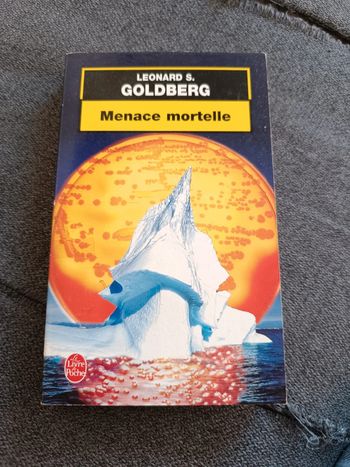 LEONARD S.
GOLDBERG
Menace mortelle
Le
Livre
de
Poche